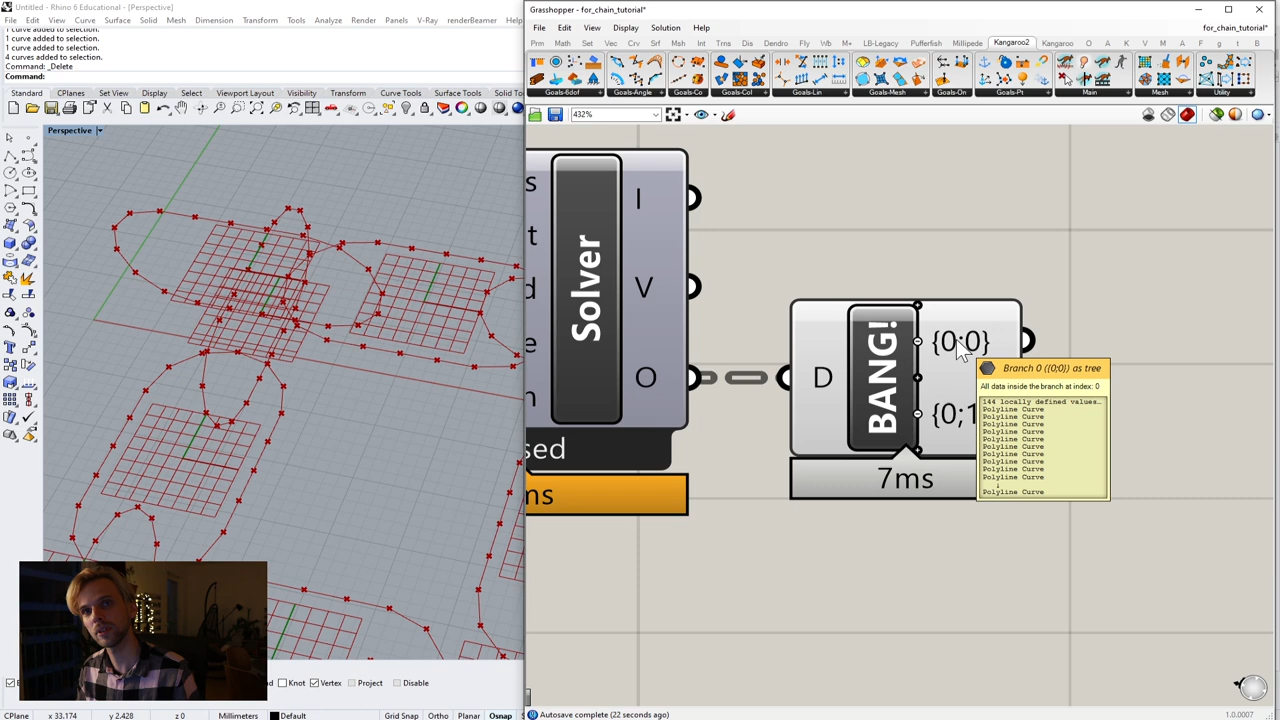 Untitled - Rhino 6 Educational - [Perspective]
File Edit View Curve Surface Solid Mesh Dimension Transform Tools Analyze Render Panels V-Ray renderBeamer
1 curve added to selection.
1 curve added to selection.
4 curves added to selection.
Command: _Delete
Command:
Standard CPlanes Set View Display Select Viewport Layout Visibility Transform Curve Tools Surface Tools Solid To
Perspective
Knot Vertex Project Disable
CPlane x 33.174 y 2.428 z 0 Millimeters Default Grid Snap Ortho Planar Osnap
Grasshopper - for_chain_tutorial*
File Edit View Display Solution Help for_chain_tutorial*
Prm Math Set Vec Crv Srf Msh Int Trns Dis Dendro Fly Wb M+ LB-Legacy Pufferfish Millipede Kangaroo2 Kangaroo O A K V M A F t B
Goals-6dof Goals-Angle Goals-Co Goals-Col Goals-Lin Goals-Mesh Goals-On Goals-Pt Main Mesh Utility
432%
s
t
d
e
n
Solver
I
V
O
sed
ms
D
BANG!
{0;0}
{0;1
7ms
Branch 0 ({0;0}) as tree
All data inside the branch at index: 0
144 locally defined values…
Polyline Curve
Polyline Curve
Polyline Curve
Polyline Curve
Polyline Curve
Polyline Curve
Polyline Curve
Polyline Curve
Polyline Curve
Polyline Curve
Polyline Curve
Autosave complete (22 seconds ago)
1.0.0007